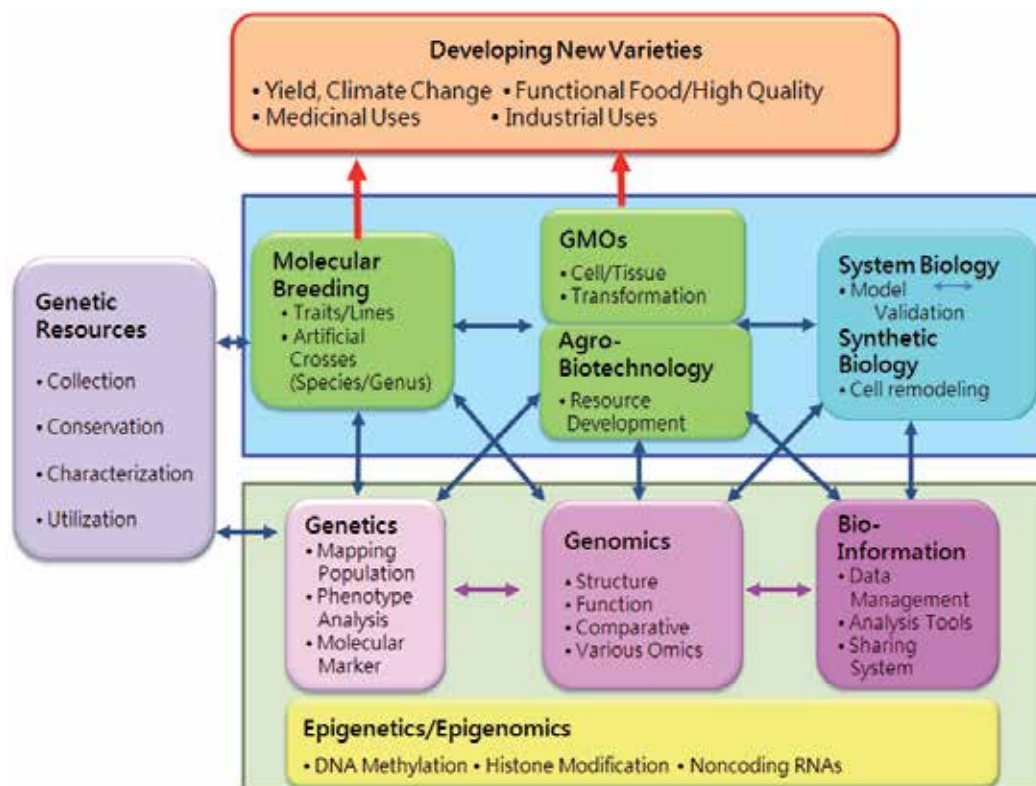 Developing New Varieties
• Yield, Climate Change • Functional Food/High Quality
• Medicinal Uses • Industrial Uses
Genetic
Resources
• Collection
• Conservation
• Characterization
• Utilization
Molecular
Breeding
• Traits/Lines
• Artificial
Crosses
(Species/Genus)
GMOs
• Cell/Tissue
• Transformation
Agro-
Biotechnology
• Resource
Development
System Biology
• Model
Validation
Synthetic
Biology
• Cell remodeling
Genetics
• Mapping
Population
• Phenotype
Analysis
• Molecular
Marker
Genomics
• Structure
• Function
• Comparative
• Various Omics
Bio-
Information
• Data
Management
• Analysis Tools
• Sharing
System
Epigenetics/Epigenomics
• DNA Methylation • Histone Modification • Noncoding RNAs